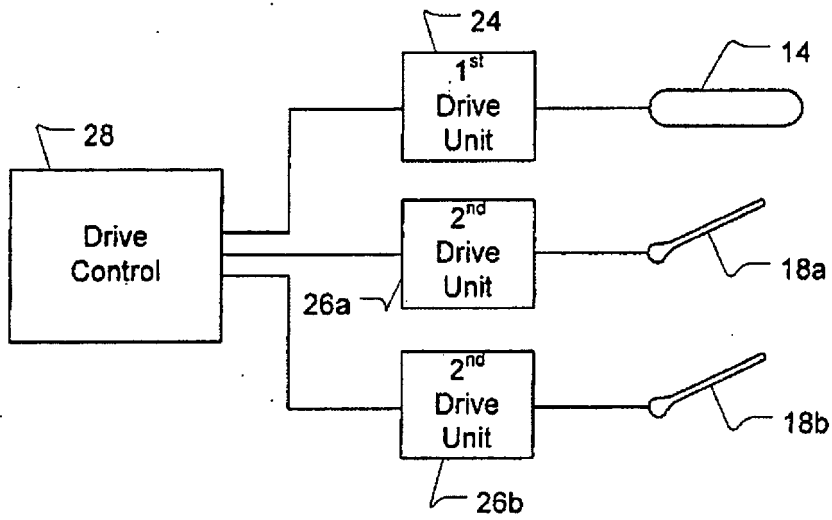 24
1st
Drive
Unit
14
28
Drive
Control
2nd
Drive
Unit
26a
18a
2nd
Drive
Unit
18b
26b